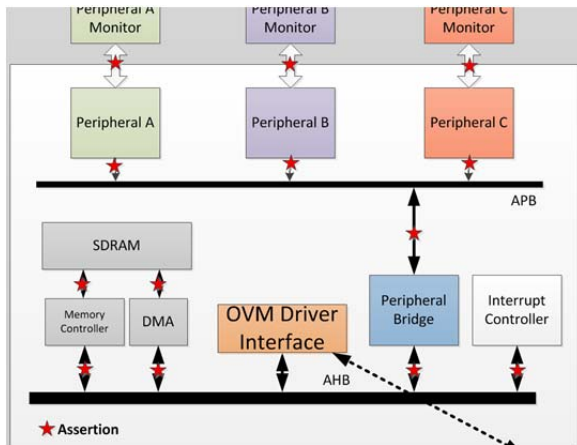 Peripheral A
Monitor
Peripheral B
Monitor
Peripheral C
Monitor
Peripheral A
Peripheral B
Peripheral C
APB
SDRAM
Memory
Controller
DMA
OVM Driver
Interface
Peripheral
Bridge
Interrupt
Controller
AHB
Assertion